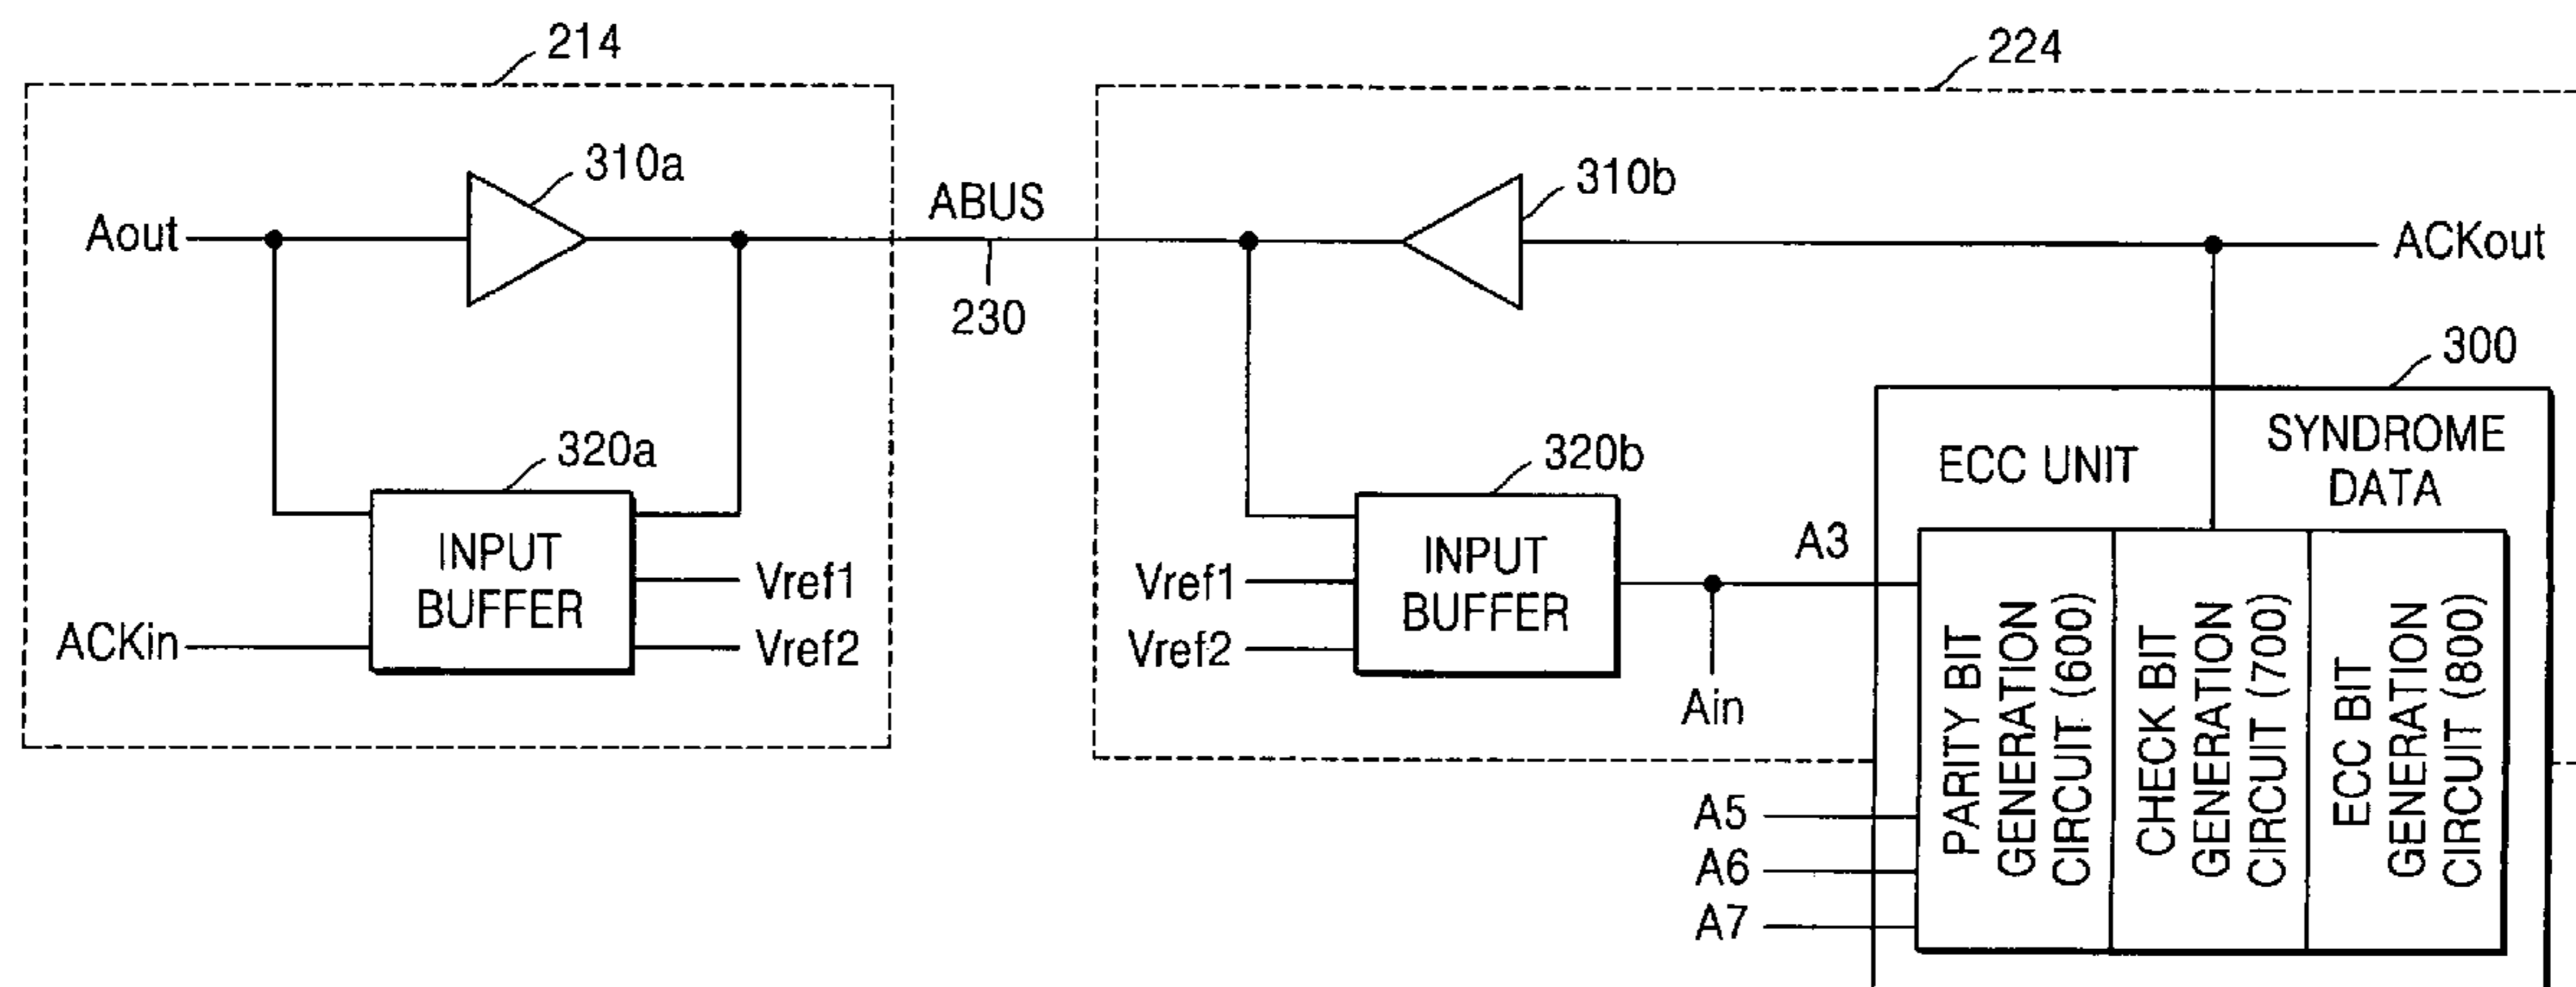 214
224
310a
310b
Aout
ABUS
ACKout
230
300
320a
320b
ECC UNIT
SYNDROME
DATA
INPUT
BUFFER
ACKin
Vref1
Vref2
Vref1
Vref2
INPUT
BUFFER
A3
Ain
A5
A6
A7
PARITY BIT
GENERATION
CIRCUIT (600)
CHECK BIT
GENERATION
CIRCUIT (700)
ECC BIT
GENERATION
CIRCUIT (800)